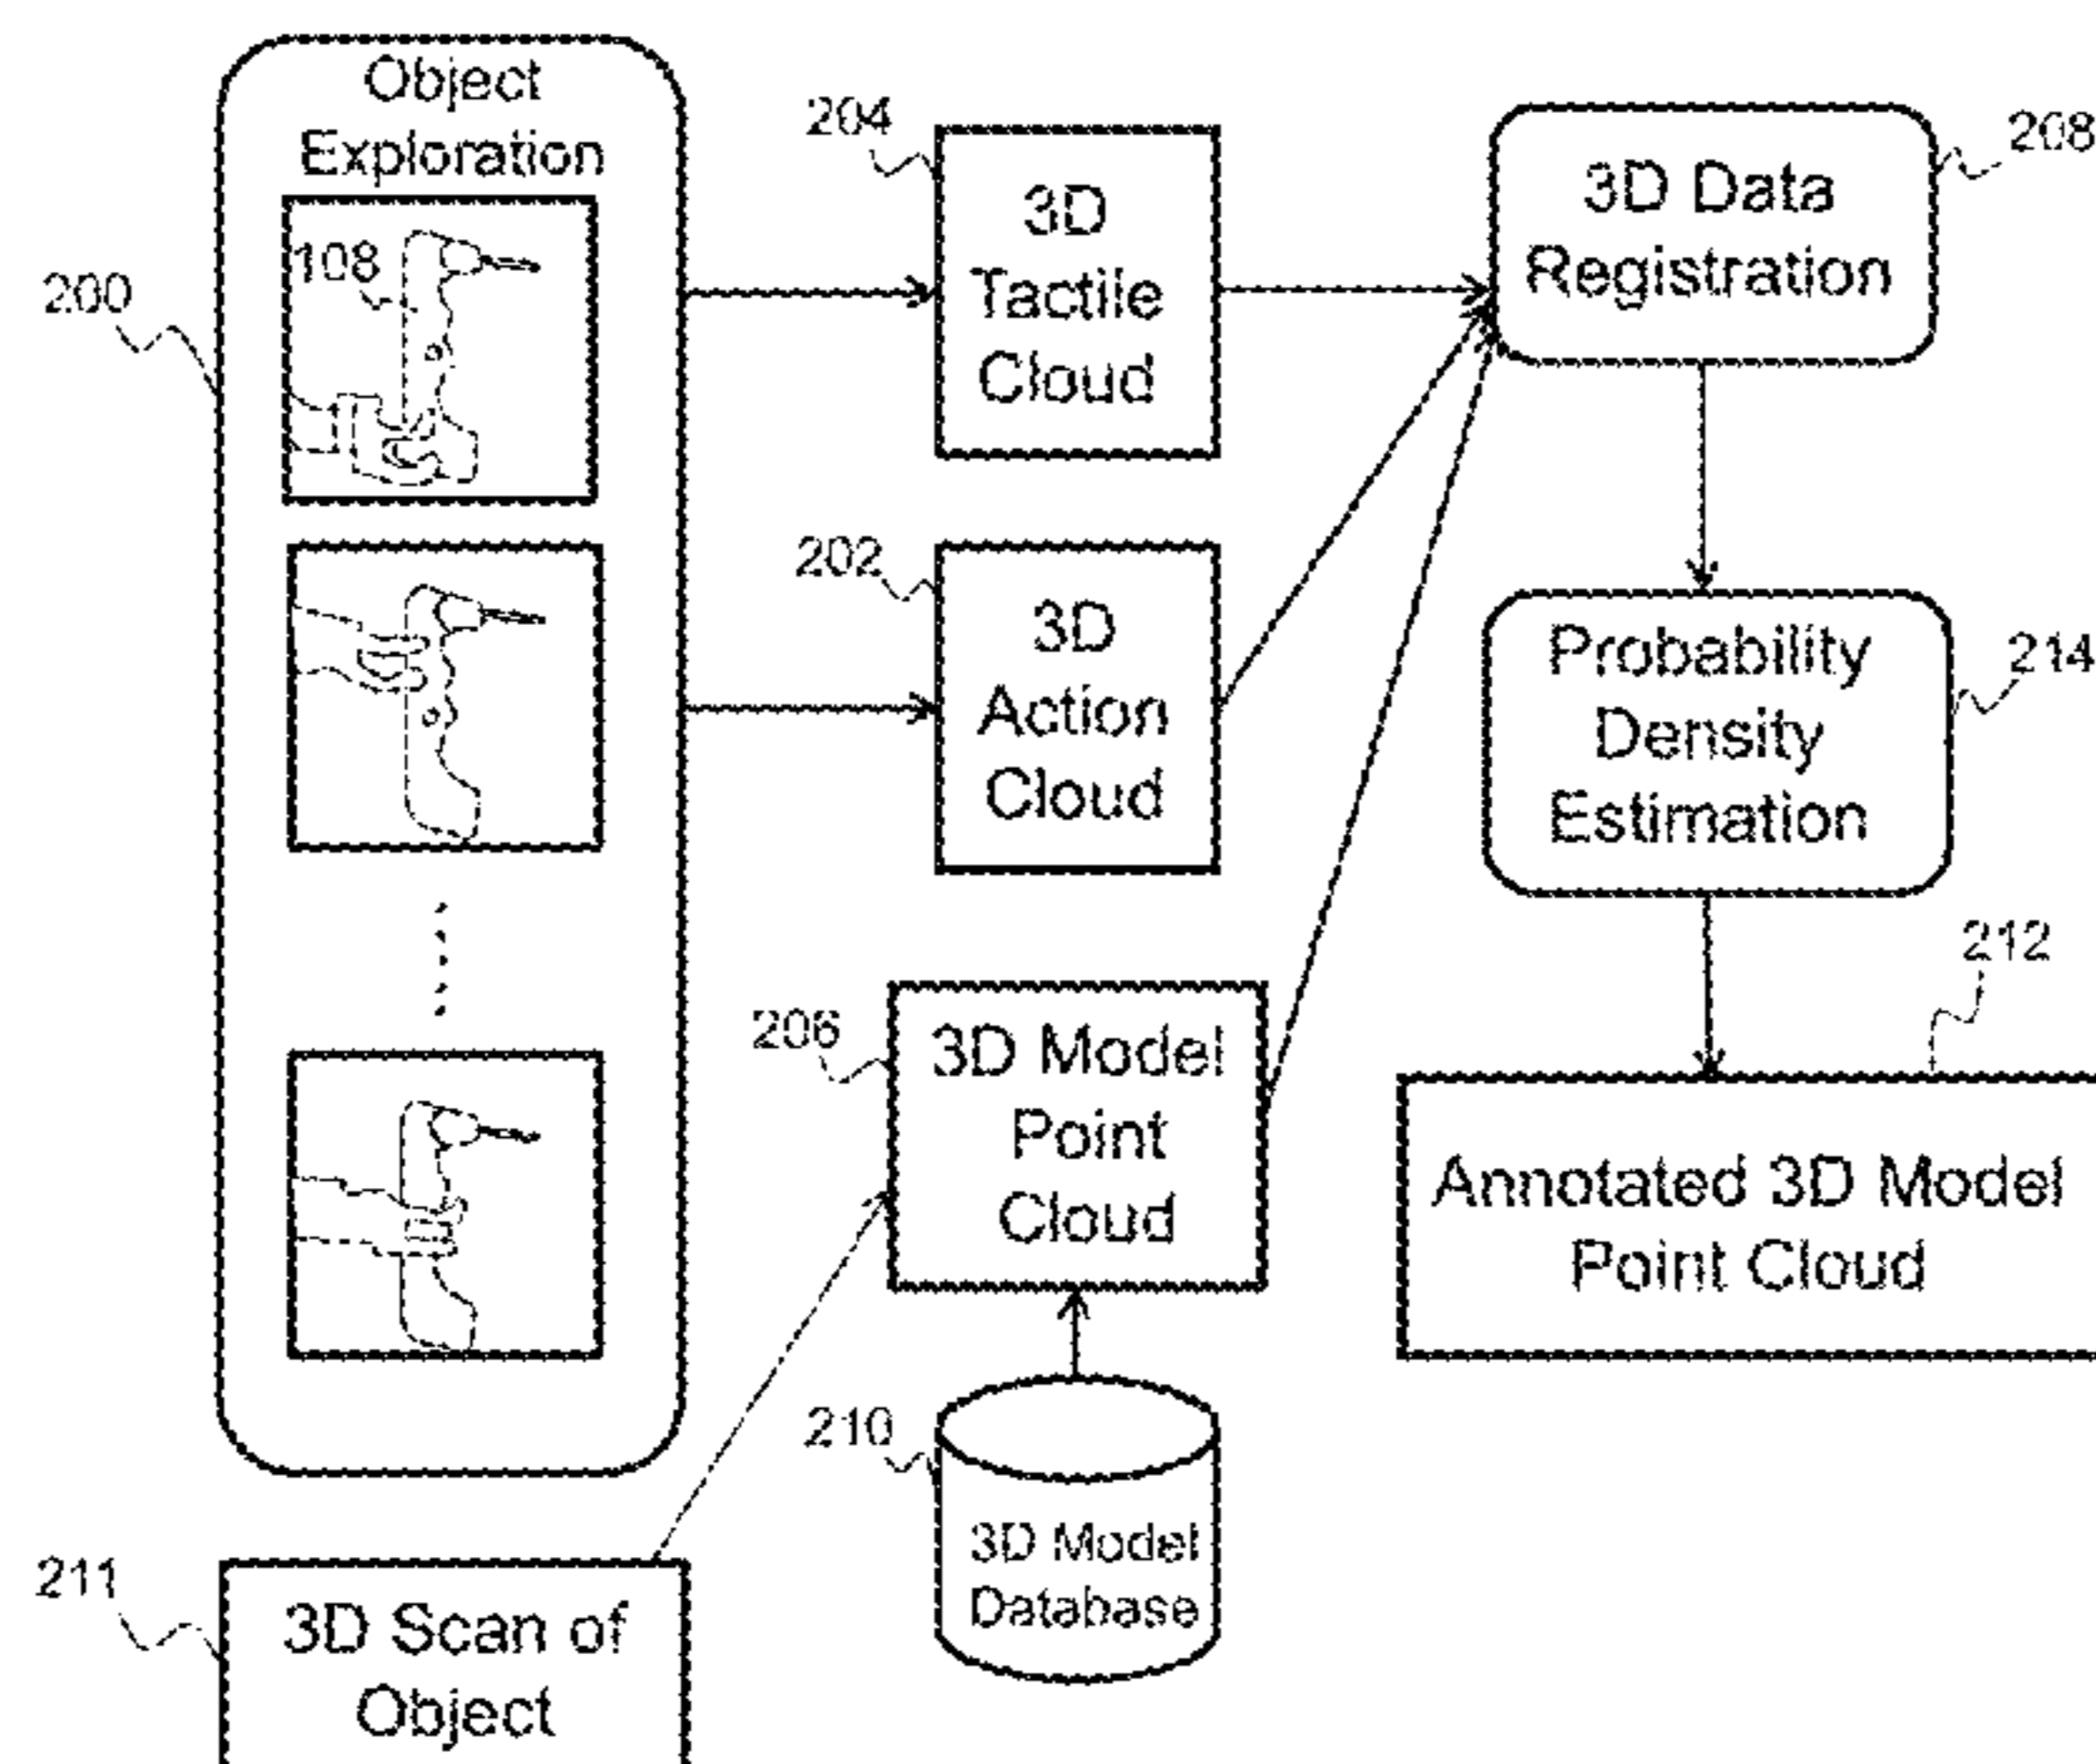 Object
Exploration
108
200
204
3D
Tactile
Cloud
208
3D Data
Registration
202
3D
Action
Cloud
214
Probability
Density
Estimation
206
3D Model
Point
Cloud
212
Annotated 3D Model
Point Cloud
210
3D Model
Database
211
3D Scan of
Object